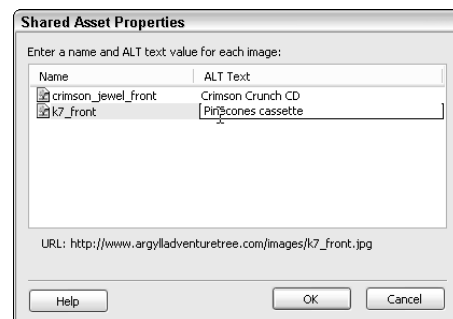 Shared Asset Properties
Enter a name and ALT text value for each image:
Name ALT Text
crimson_jewel_front Crimson Crunch CD
k7_front Pinecones cassette
URL: http://www.argylladventuretree.com/images/k7_front.jpg
Help OK Cancel